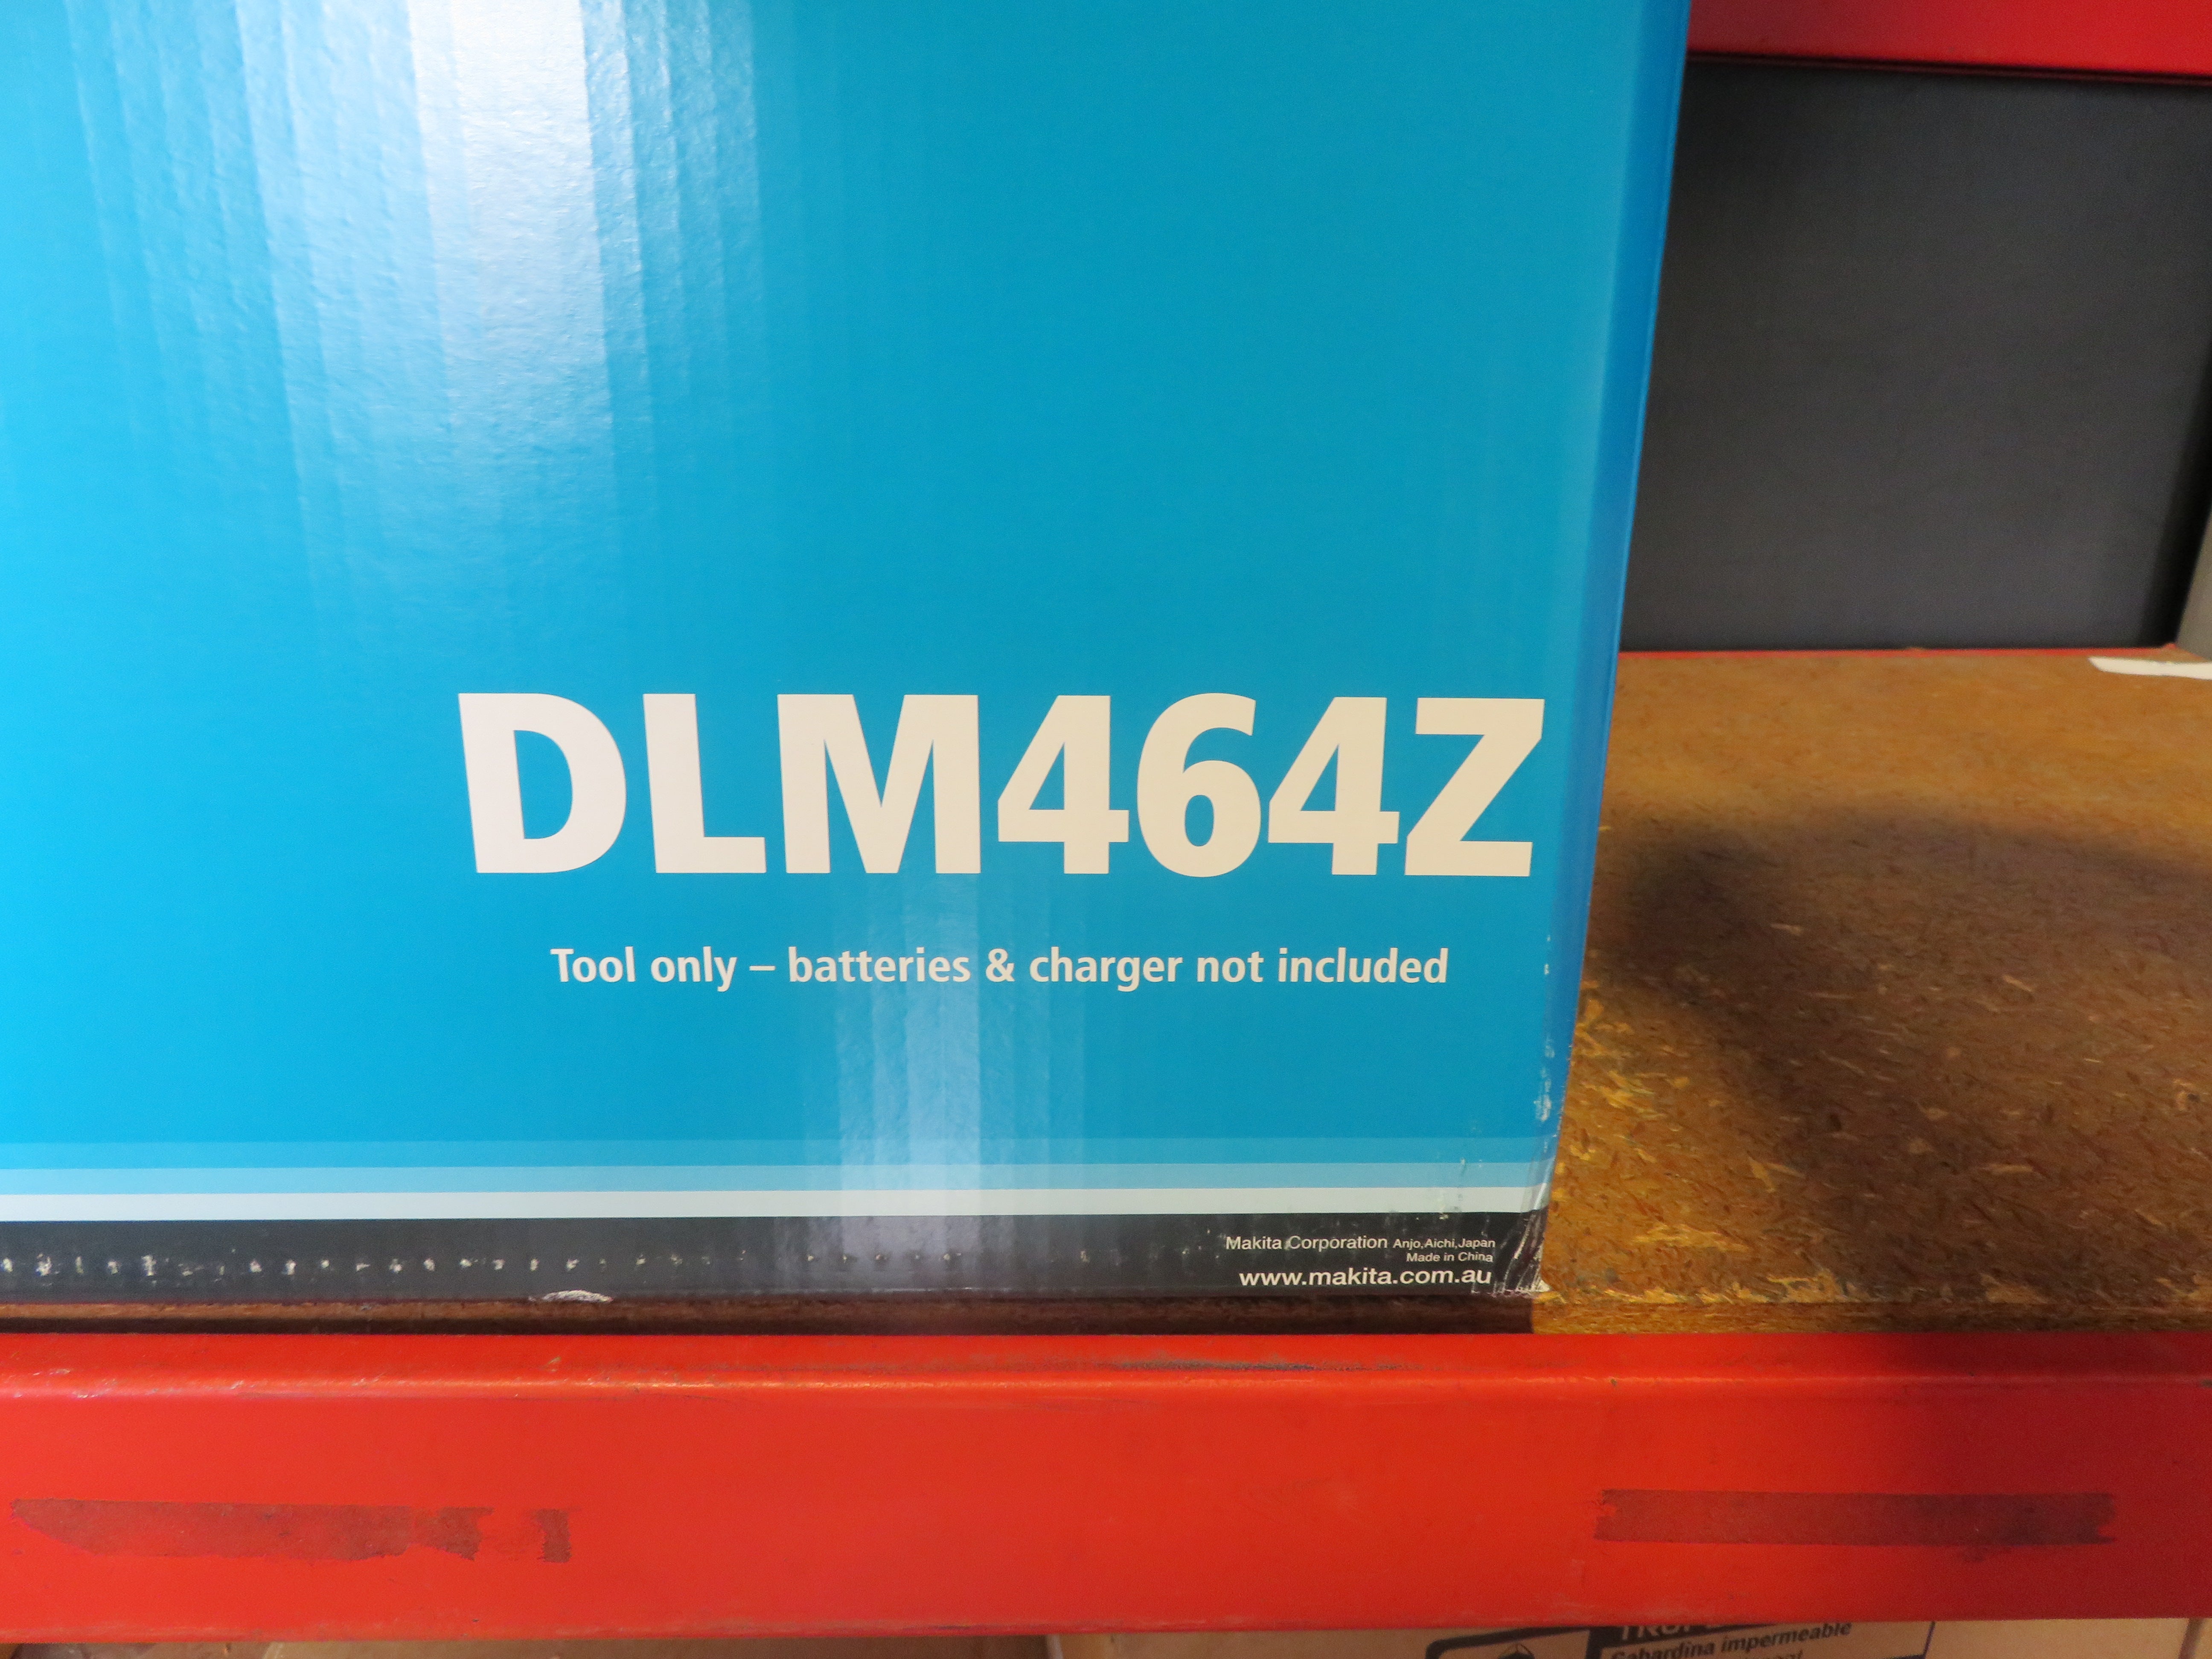 DLM464Z
Tool only – batteries & charger not included
Makita Corporation Anjo,Aichi,Japan
Made in China
www.makita.com.au
impermeable